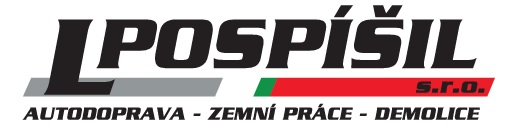 LPOSPÍŠIL
s.r.o.
AUTODOPRAVA - ZEMNÍ PRÁCE - DEMOLICE